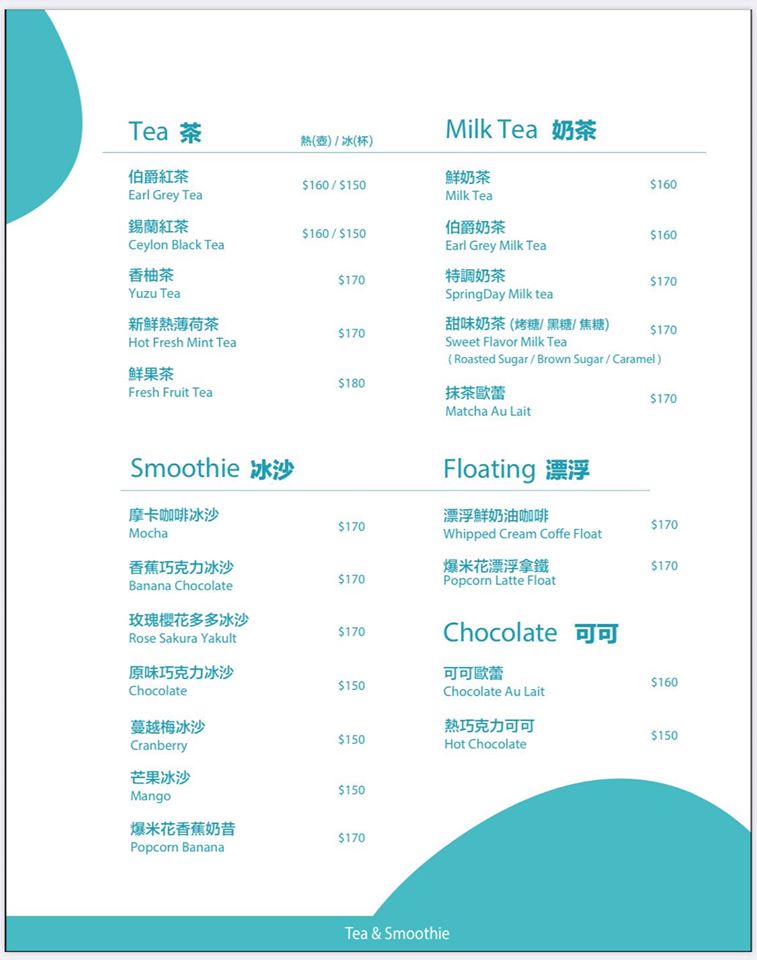 Tea 茶
熱(壺) / 冰(杯)
伯爵紅茶
Earl Grey Tea
$160 / $150
錫蘭紅茶
Ceylon Black Tea
$160 / $150
香柚茶
Yuzu Tea
$170
新鮮熱薄荷茶
Hot Fresh Mint Tea
$170
鮮果茶
Fresh Fruit Tea
$180
Milk Tea 奶茶
鮮奶茶
Milk Tea
$160
伯爵奶茶
Earl Grey Milk Tea
$160
特調奶茶
SpringDay Milk tea
$170
甜味奶茶 (烤糖/ 黑糖/ 焦糖)
Sweet Flavor Milk Tea
( Roasted Sugar / Brown Sugar / Caramel )
$170
抹茶歐蕾
Matcha Au Lait
$170
Smoothie 冰沙
摩卡咖啡冰沙
Mocha
$170
香蕉巧克力冰沙
Banana Chocolate
$170
玫瑰櫻花多多冰沙
Rose Sakura Yakult
$170
原味巧克力冰沙
Chocolate
$150
蔓越梅冰沙
Cranberry
$150
芒果冰沙
Mango
$150
爆米花香蕉奶昔
Popcorn Banana
$170
Floating 漂浮
漂浮鮮奶油咖啡
Whipped Cream Coffe Float
$170
爆米花漂浮拿鐵
Popcorn Latte Float
$170
Chocolate 可可
可可歐蕾
Chocolate Au Lait
$160
熱巧克力可可
Hot Chocolate
$150
Tea & Smoothie